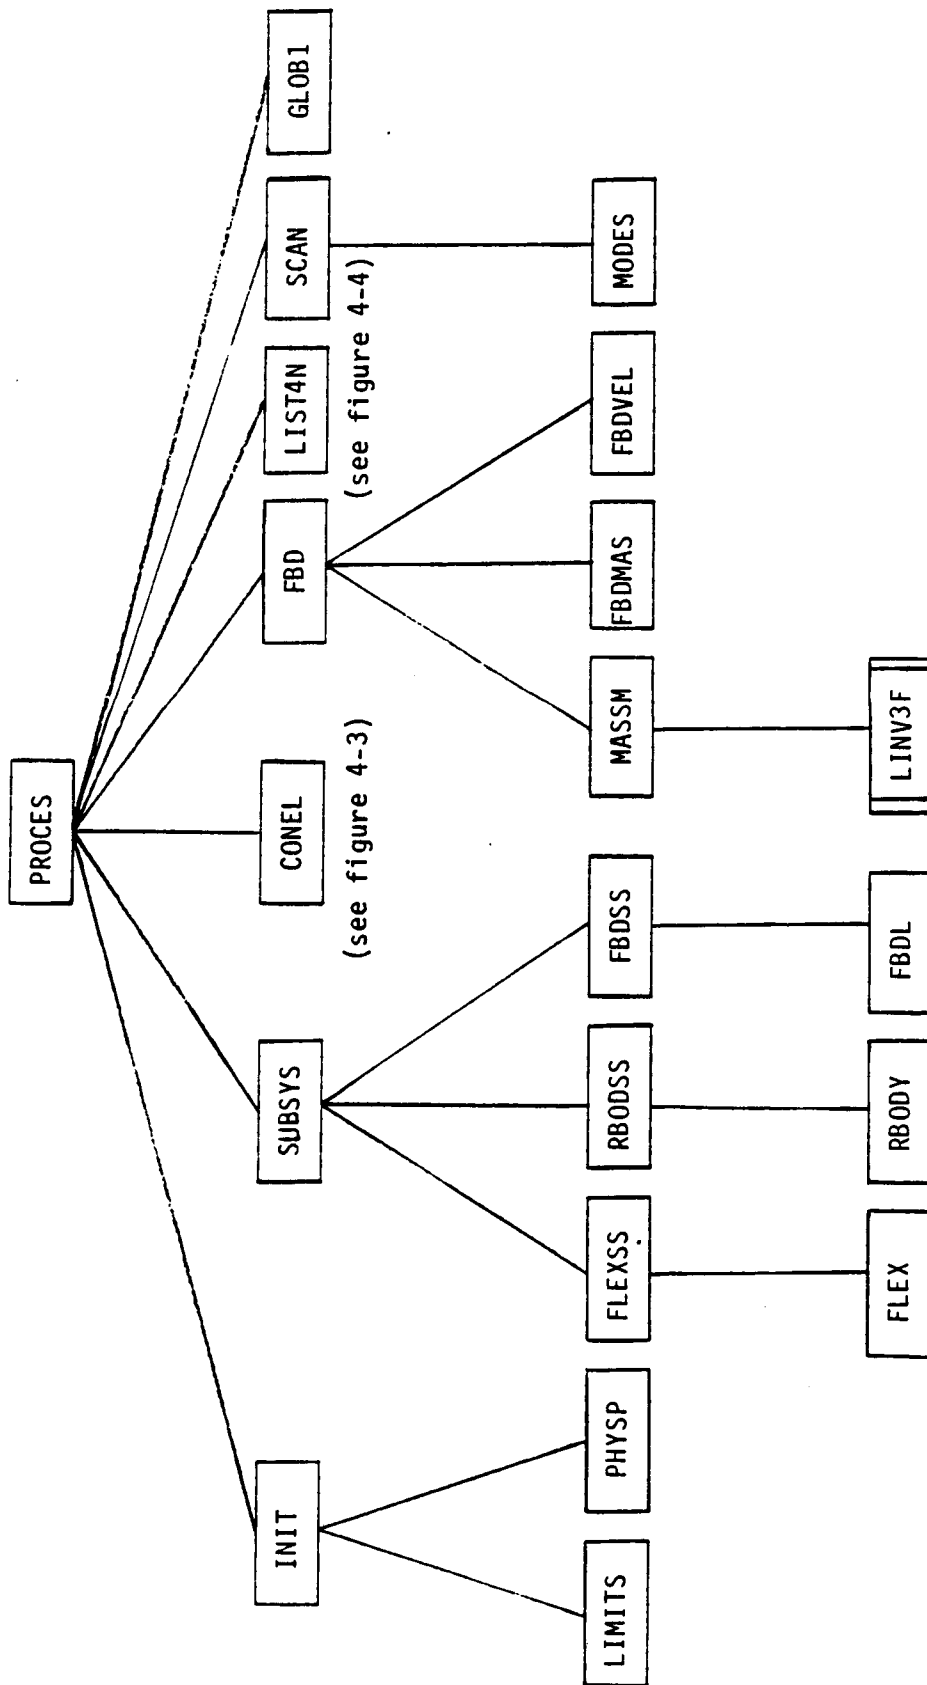 PROCES
INIT
SUBSYS
CONEL
FBD
LIST4N
SCAN
GLOB1
(see figure 4-3)
(see figure 4-4)
LIMITS
PHYSP
FLEXSS
RBODSS
FBDSS
MASSM
FBDMAS
FBDVEL
MODES
FLEX
RBODY
FBDL
LINV3F